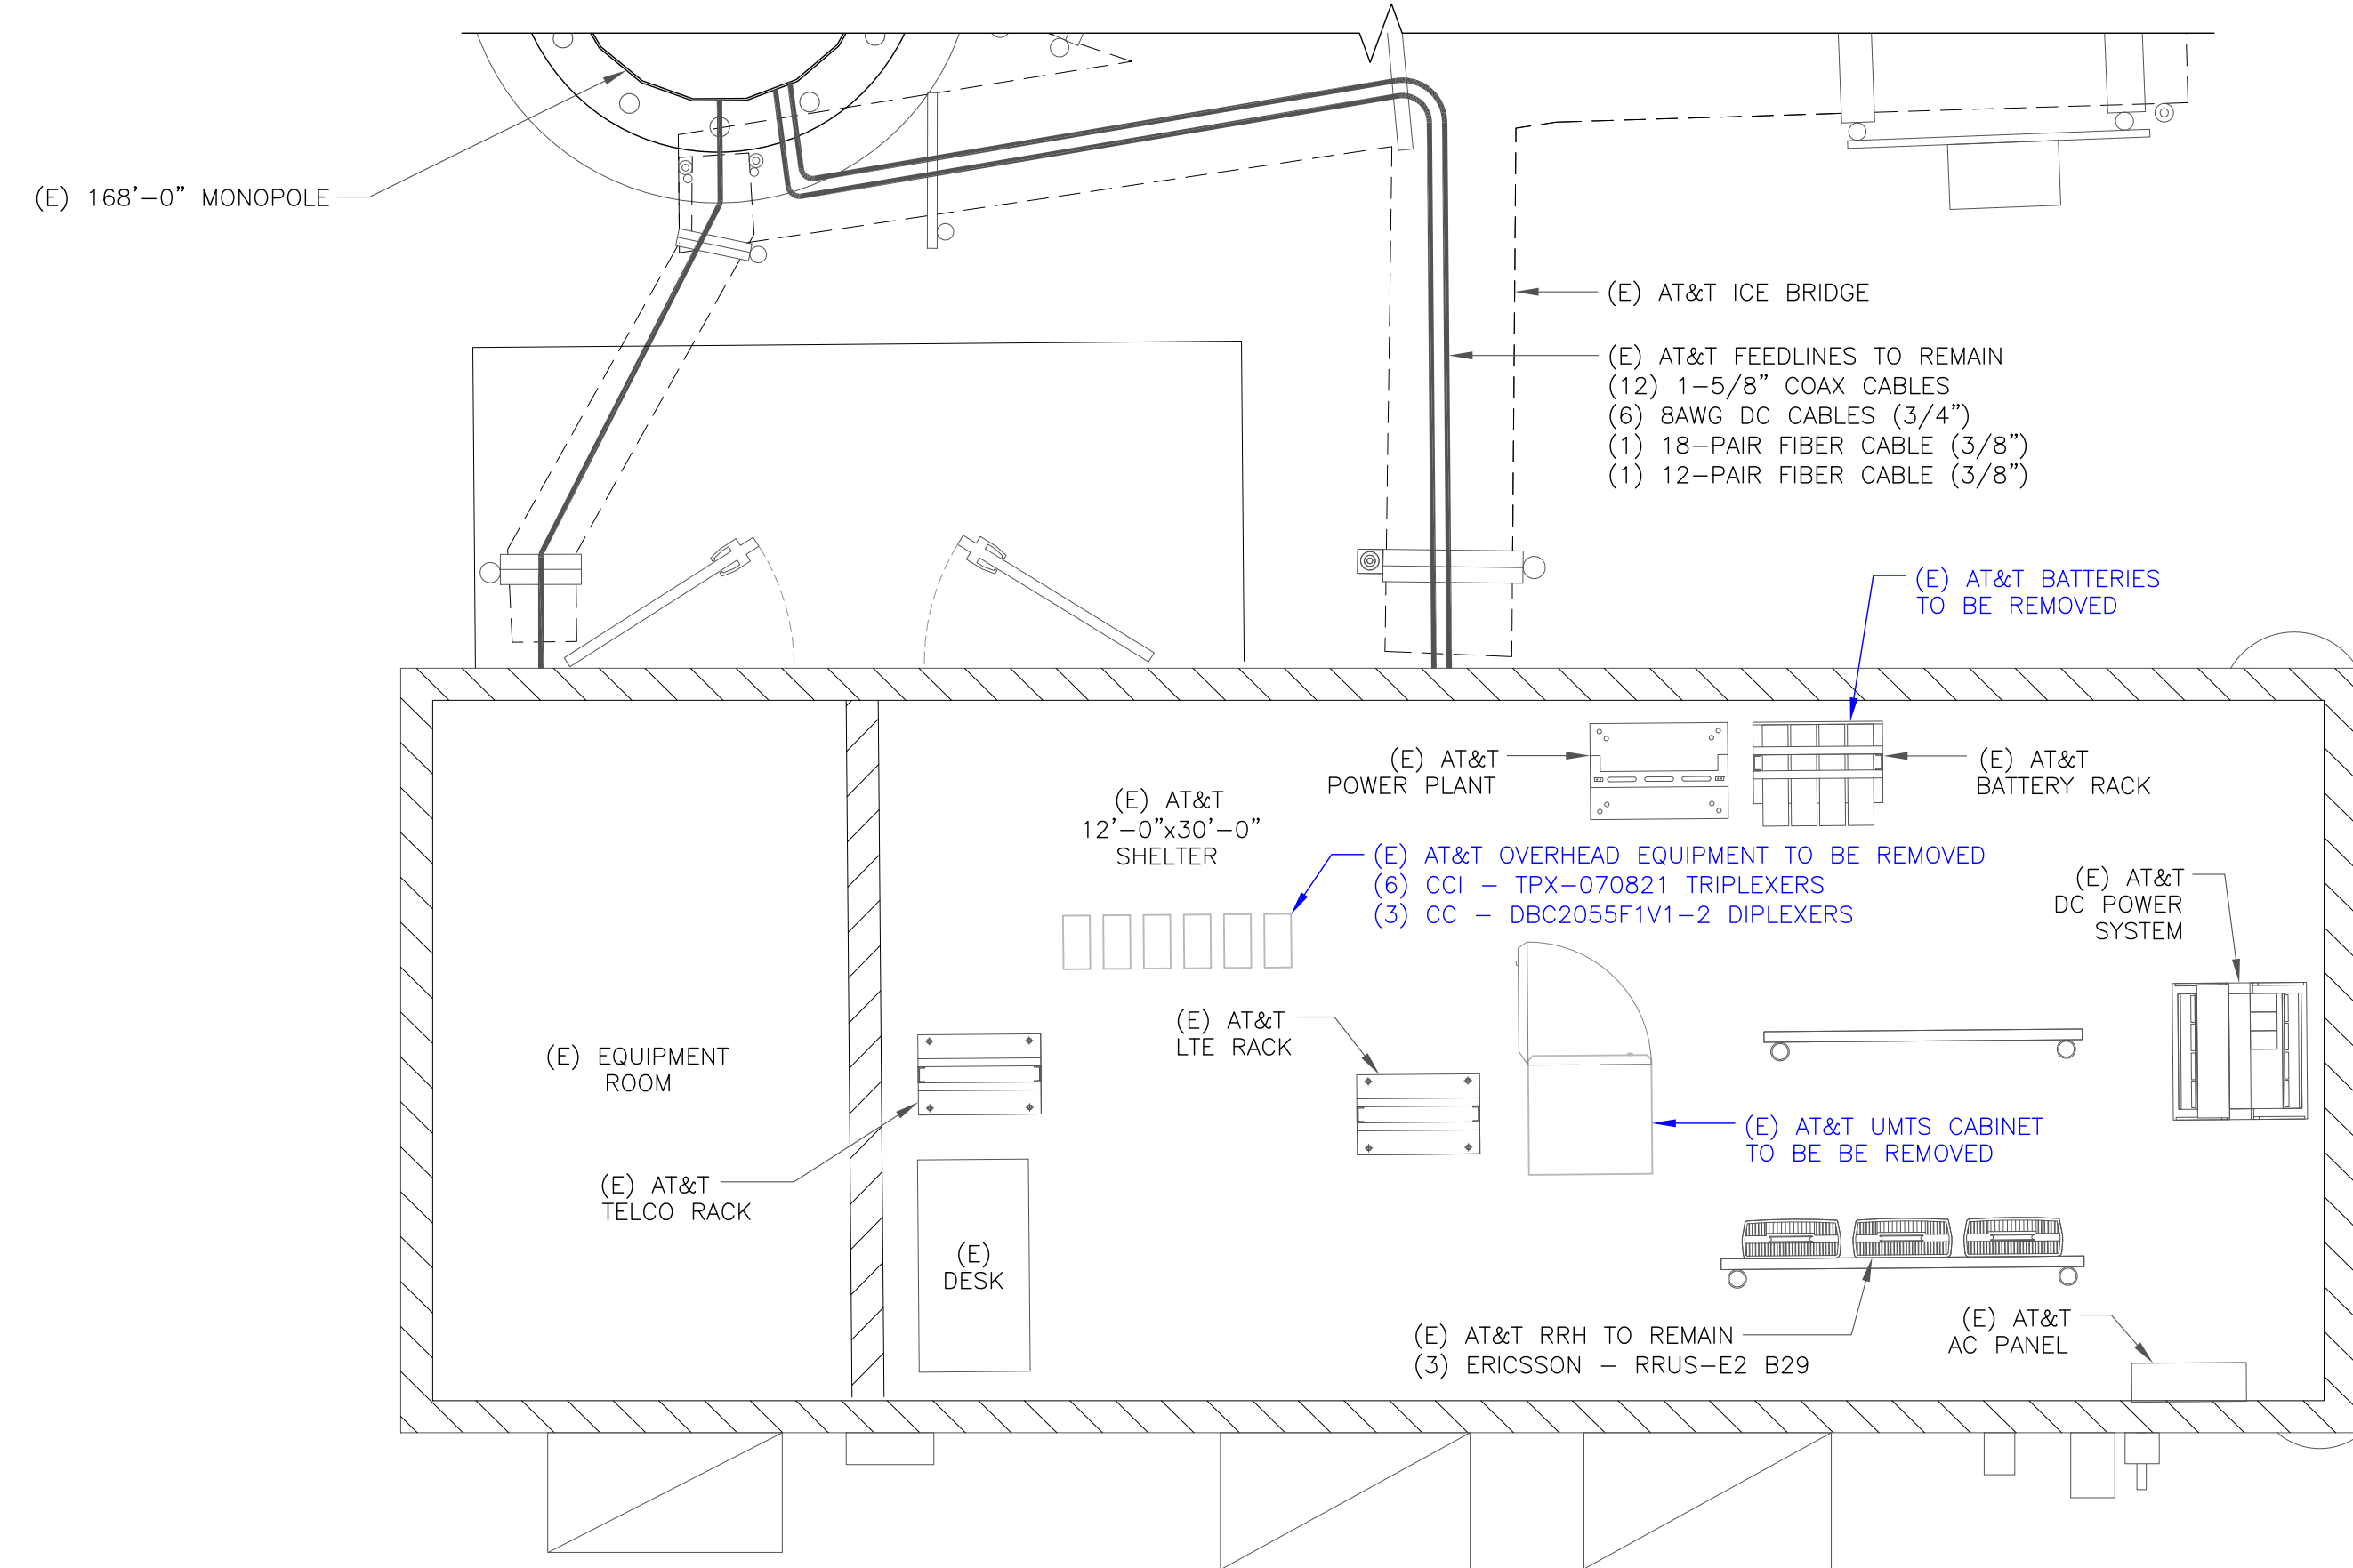 (E) 168'-0" MONOPOLE
(E) AT&T ICE BRIDGE
(E) AT&T FEEDLINES TO REMAIN
(12) 1-5/8" COAX CABLES
(6) 8AWG DC CABLES (3/4")
(1) 18-PAIR FIBER CABLE (3/8")
(1) 12-PAIR FIBER CABLE (3/8")
(E) AT&T BATTERIES
TO BE REMOVED
(E) AT&T
POWER PLANT
(E) AT&T
BATTERY RACK
(E) AT&T
12'-0"x30'-0"
SHELTER
(E) AT&T OVERHEAD EQUIPMENT TO BE REMOVED
(6) CCI - TPX-070821 TRIPLEXERS
(3) CC - DBC2055F1V1-2 DIPLEXERS
(E) AT&T
DC POWER
SYSTEM
(E) AT&T
LTE RACK
(E) EQUIPMENT
ROOM
(E) AT&T UMTS CABINET
TO BE BE REMOVED
(E) AT&T
TELCO RACK
(E)
DESK
(E) AT&T RRH TO REMAIN
(3) ERICSSON - RRUS-E2 B29
(E) AT&T
AC PANEL